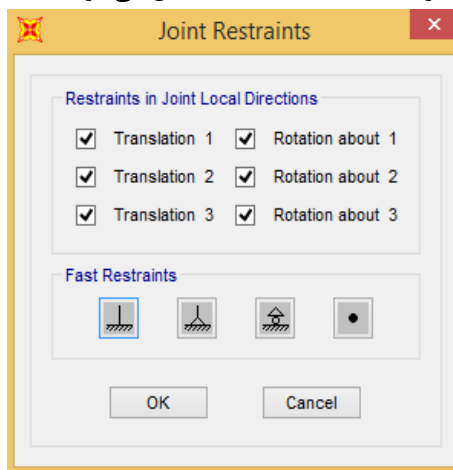 Joint Restraints
Restraints in Joint Local Directions
Translation 1 Rotation about 1
Translation 2 Rotation about 2
Translation 3 Rotation about 3
Fast Restraints
OK Cancel